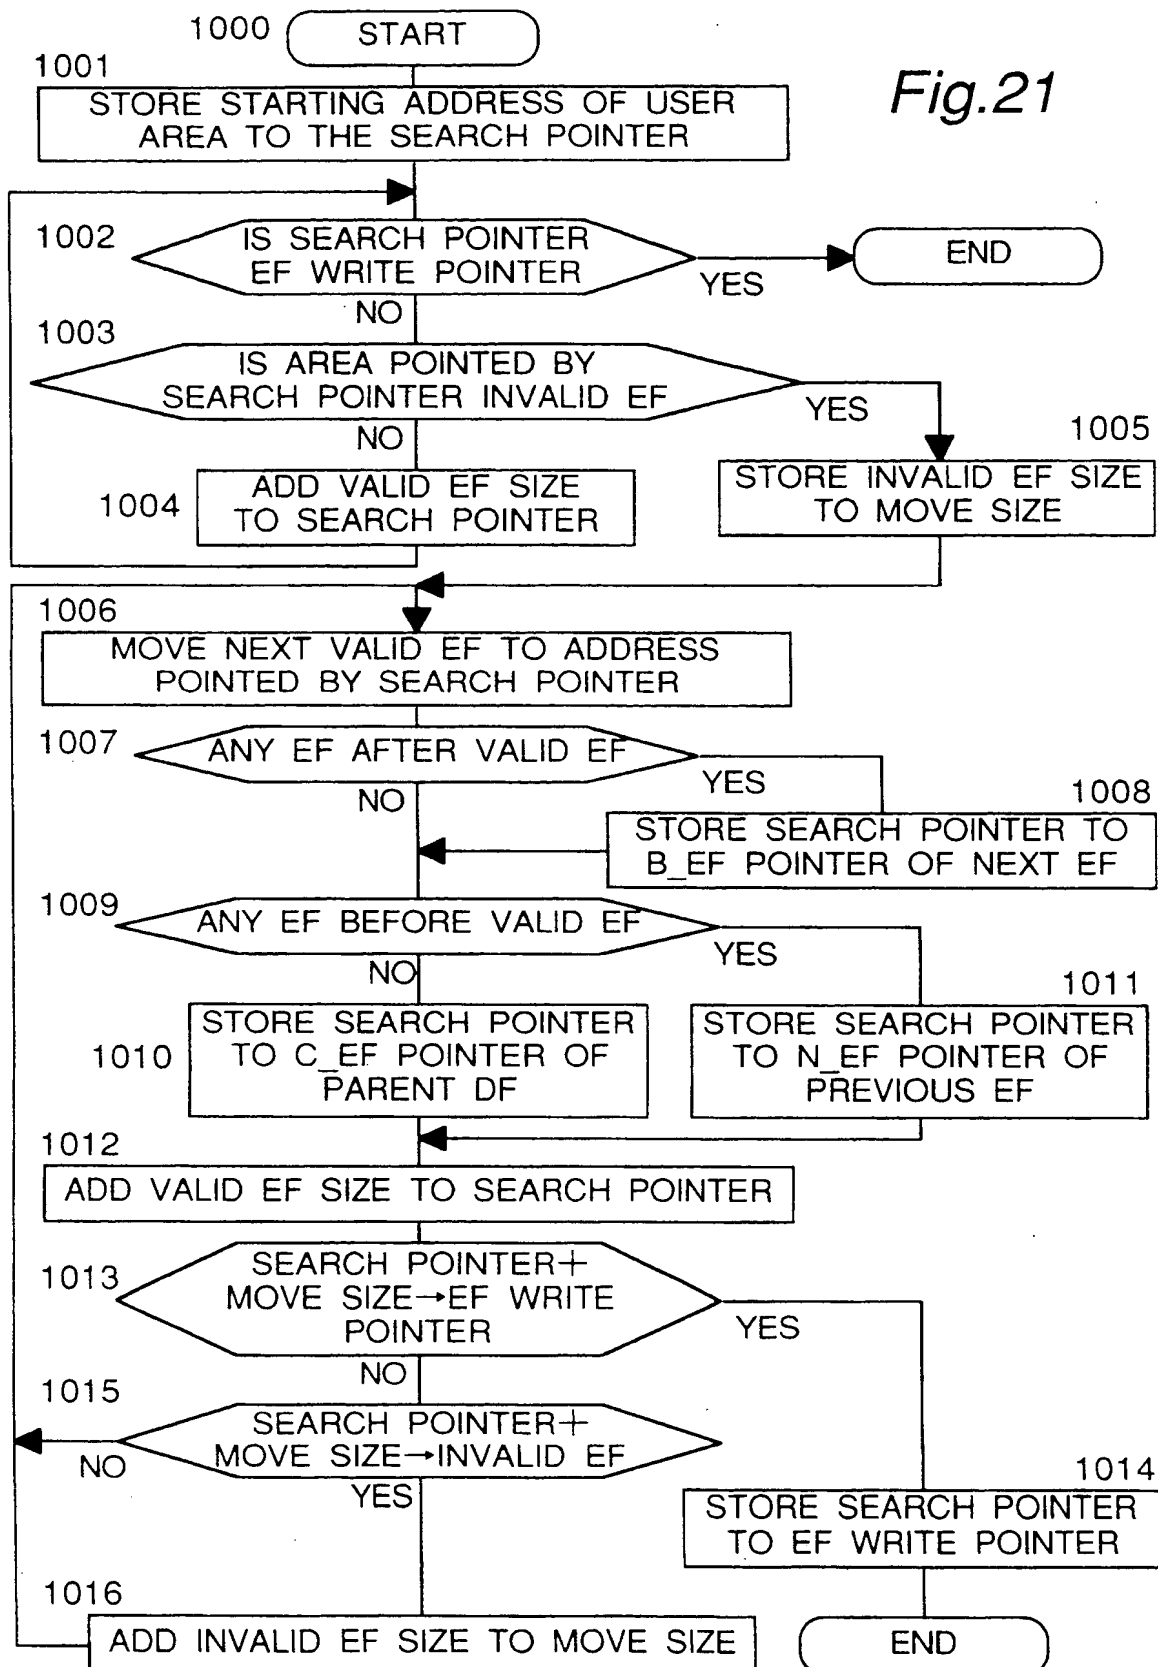 1000
START
Fig.21
1001
STORE STARTING ADDRESS OF USER
AREA TO THE SEARCH POINTER
1002
IS SEARCH POINTER
EF WRITE POINTER
YES
END
NO
1003
IS AREA POINTED BY
SEARCH POINTER INVALID EF
YES
NO
1004
ADD VALID EF SIZE
TO SEARCH POINTER
1005
STORE INVALID EF SIZE
TO MOVE SIZE
1006
MOVE NEXT VALID EF TO ADDRESS
POINTED BY SEARCH POINTER
1007
ANY EF AFTER VALID EF
YES
NO
1008
STORE SEARCH POINTER TO
B_EF POINTER OF NEXT EF
1009
ANY EF BEFORE VALID EF
YES
NO
1010
STORE SEARCH POINTER
TO C_EF POINTER OF
PARENT DF
1011
STORE SEARCH POINTER
TO N_EF POINTER OF
PREVIOUS EF
1012
ADD VALID EF SIZE TO SEARCH POINTER
1013
SEARCH POINTER+
MOVE SIZE→EF WRITE
POINTER
YES
NO
1015
SEARCH POINTER+
MOVE SIZE→INVALID EF
NO
YES
1014
STORE SEARCH POINTER
TO EF WRITE POINTER
1016
ADD INVALID EF SIZE TO MOVE SIZE
END